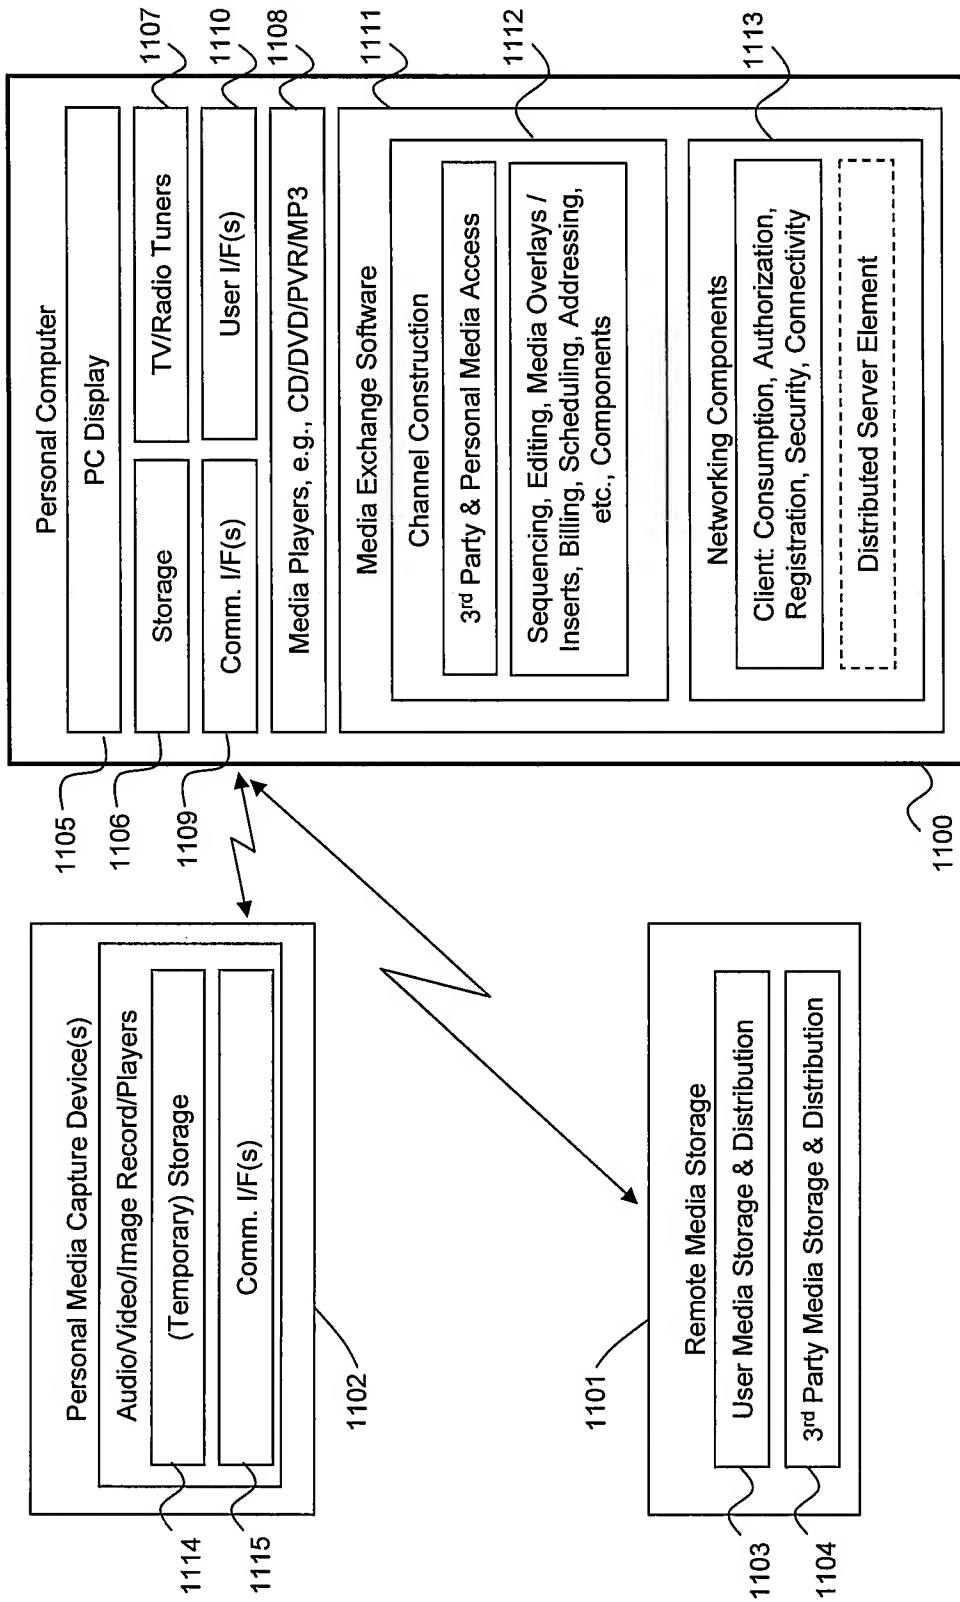 Personal Media Capture Device(s)
Audio/Video/Image Record/Players
(Temporary) Storage
Comm. I/F(s)
1114
1115
1102
1101
Remote Media Storage
User Media Storage & Distribution
3rd Party Media Storage & Distribution
1103
1104
Personal Computer
PC Display
Storage
TV/Radio Tuners
Comm. I/F(s)
User I/F(s)
Media Players, e.g., CD/DVD/PVR/MP3
Media Exchange Software
Channel Construction
3rd Party & Personal Media Access
Sequencing, Editing, Media Overlays /
Inserts, Billing, Scheduling, Addressing,
etc., Components
Networking Components
Client: Consumption, Authorization,
Registration, Security, Connectivity
Distributed Server Element
1105
1106
1109
1100
1107
1110
1108
1111
1112
1113